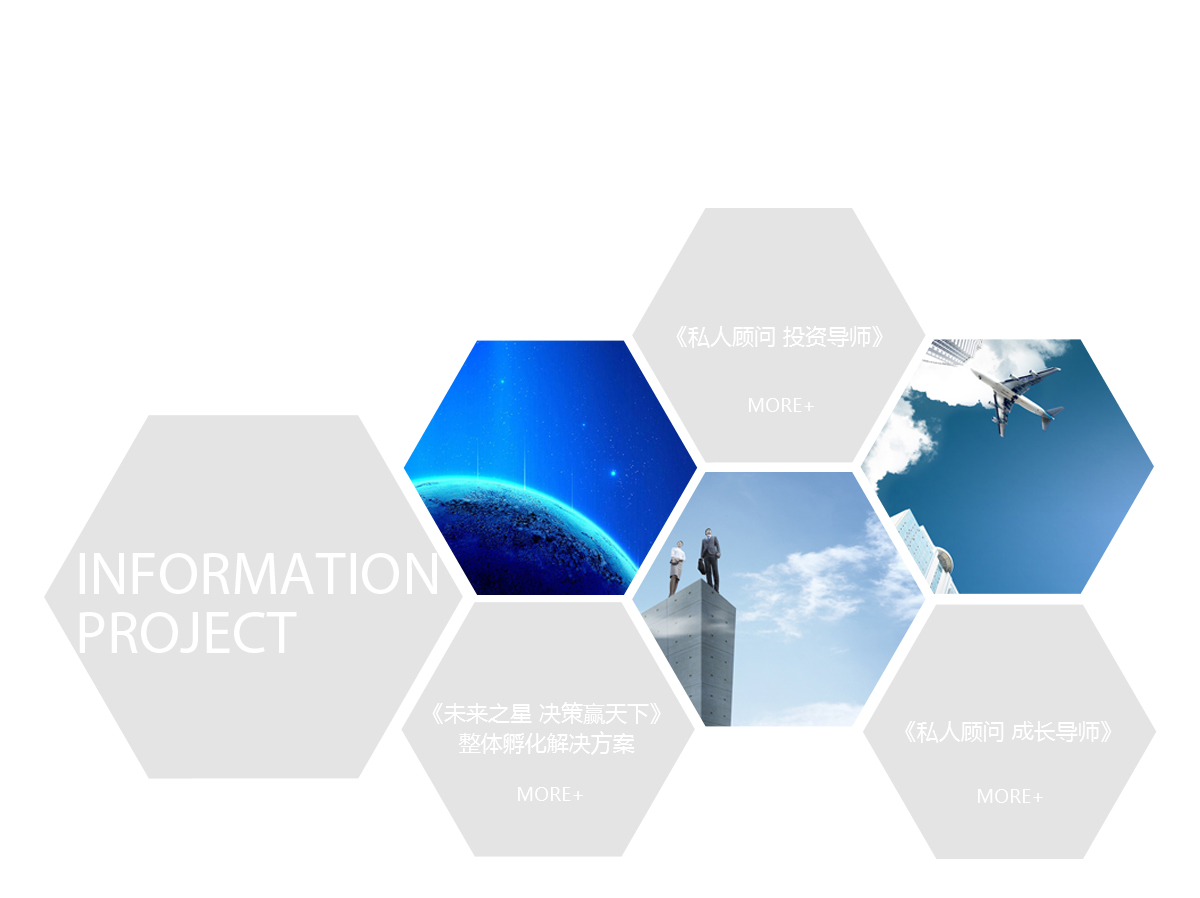 《私人顾问 投资导师》
MORE+
INFORMATION
PROJECT
《未来之星 决策赢天下》
整体孵化解决方案
MORE+
《私人顾问 成长导师》
MORE+